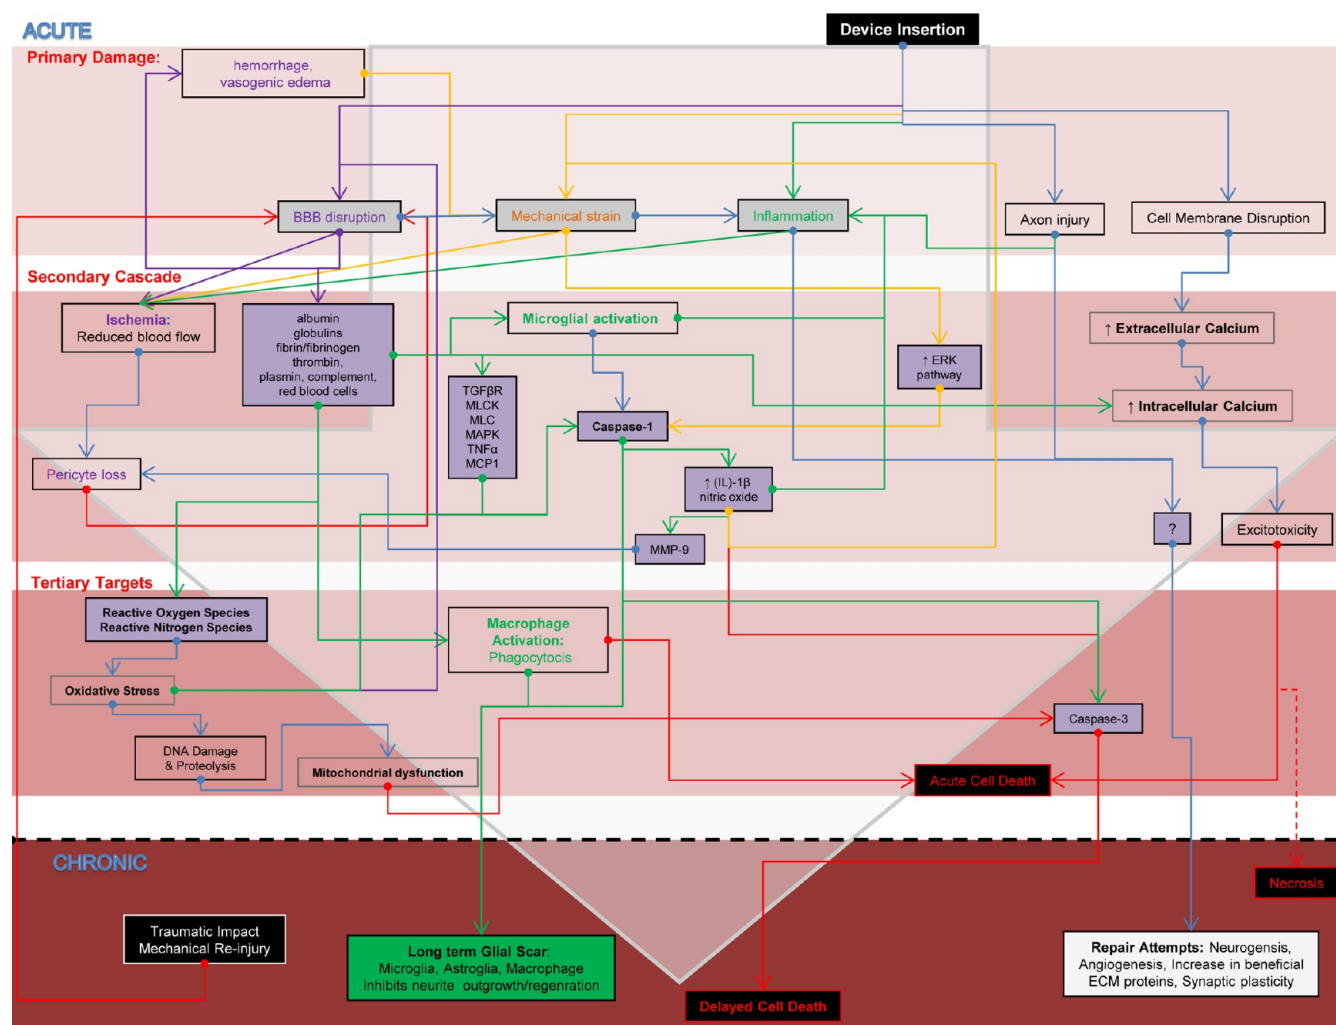 ACUTE
Device Insertion
Primary Damage:
hemorrhage,
vasogenic edema
BBB disruption
Mechanical strain
Inflammation
Axon injury
Cell Membrane Disruption
Secondary Cascade
Ischemia:
Reduced blood flow
albumin
globulins
fibrin/fibrinogen
thrombin,
plasmin, complement,
red blood cells
Microglial activation
↑ Extracellular Calcium
↑ ERK
pathway
TGFβR
MLCK
MLC
MAPK
TNFα
MCP1
Caspase-1
↑ Intracellular Calcium
Pericyte loss
↑ (IL)-1β
nitric oxide
MMP-9
?
Excitotoxicity
Tertiary Targets
Reactive Oxygen Species
Reactive Nitrogen Species
Macrophage
Activation:
Phagocytocis
Oxidative Stress
Caspase-3
DNA Damage
& Proteolysis
Mitochondrial dysfunction
Acute Cell Death
CHRONIC
Necrosis
Traumatic Impact
Mechanical Re-injury
Long term Glial Scar:
Microglia, Astroglia, Macrophage
Inhibits neurite outgrowth/regenration
Repair Attempts: Neurogensis,
Angiogenesis, Increase in beneficial
ECM proteins, Synaptic plasticity
Delayed Cell Death